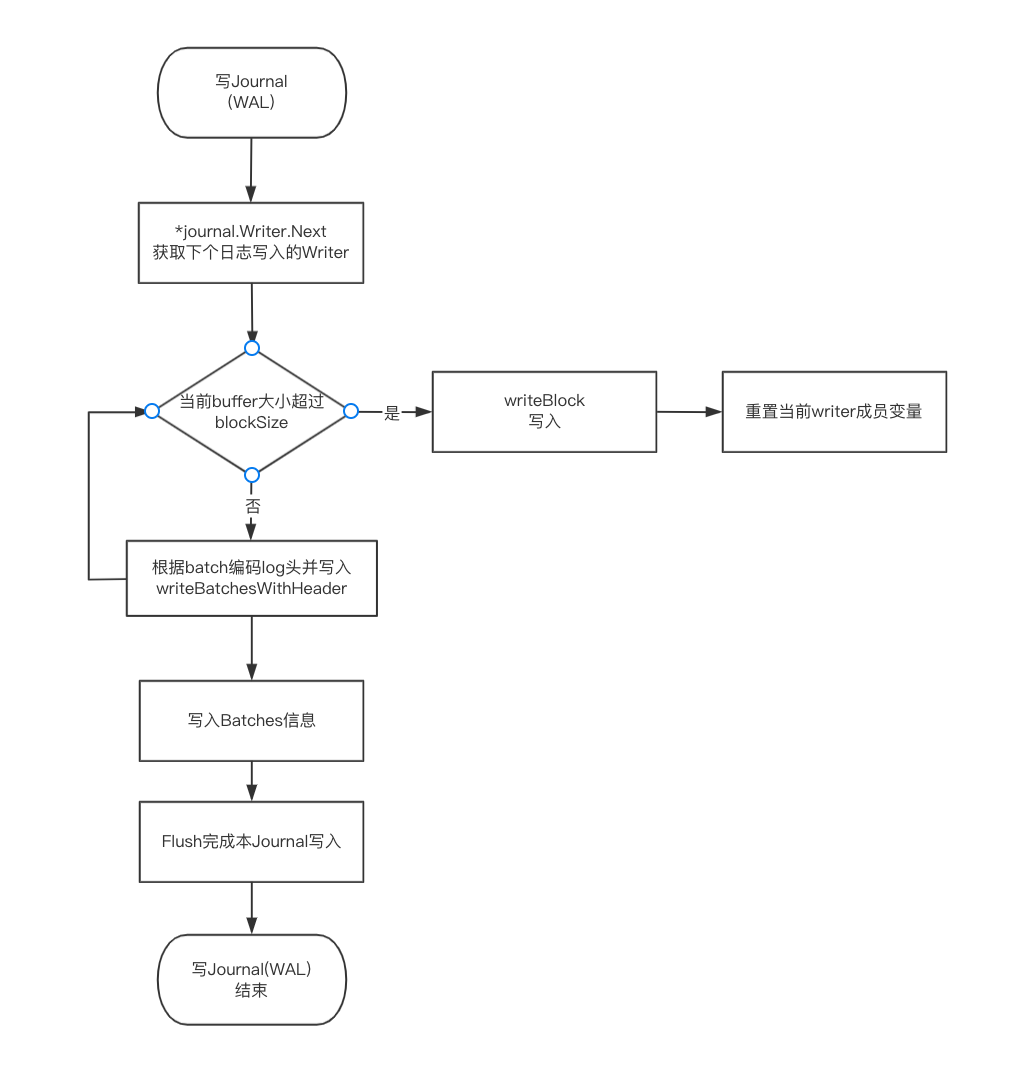 写Journal
(WAL)
*journal.Writer.Next
获取下个日志写入的Writer
当前buffer大小超过
blockSize
是
writeBlock
写入
重置当前writer成员变量
否
根据batch编码log头并写入
writeBatchesWithHeader
写入Batches信息
Flush完成本Journal写入
写Journal(WAL)
结束